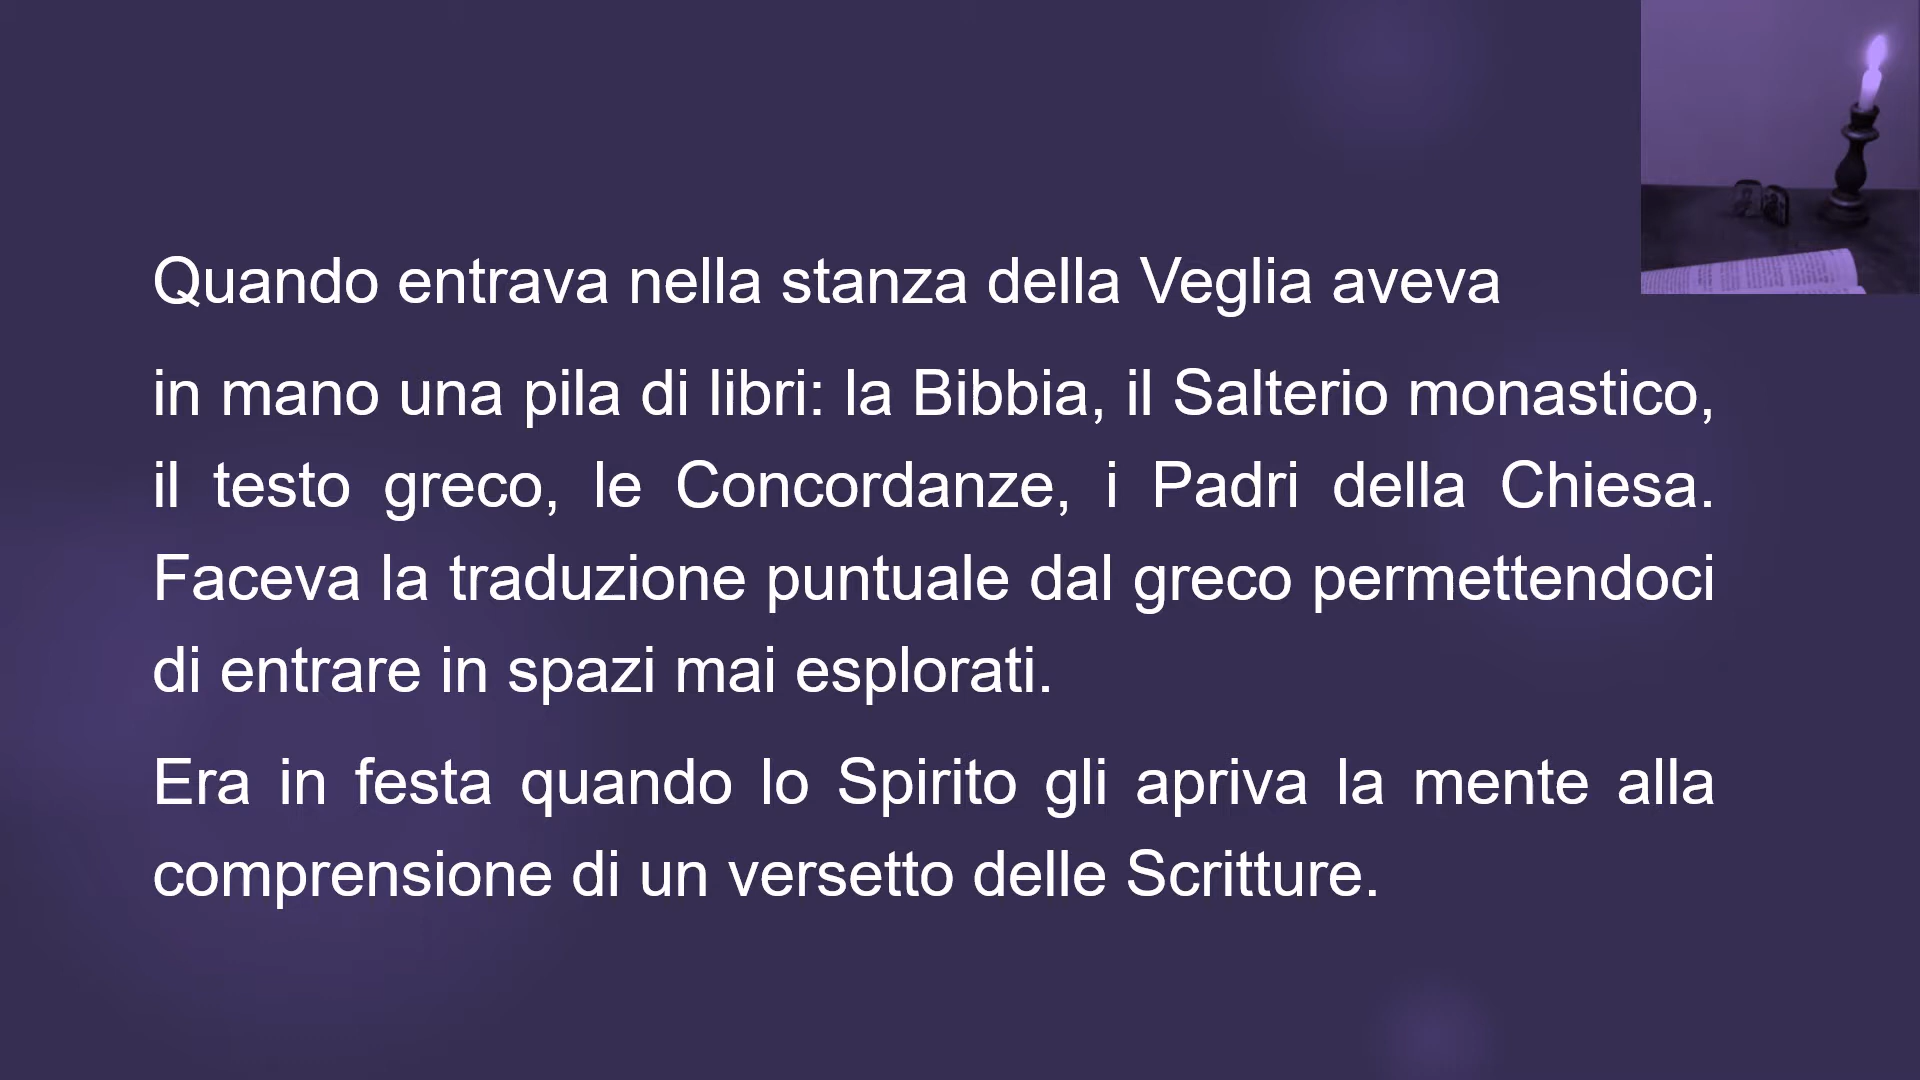 Quando entrava nella stanza della Veglia aveva
in mano una pila di libri: la Bibbia, il Salterio monastico,
il testo greco, le Concordanze, i Padri della Chiesa.
Faceva la traduzione puntuale dal greco permettendoci
di entrare in spazi mai esplorati.
Era in festa quando lo Spirito gli apriva la mente alla
comprensione di un versetto delle Scritture.